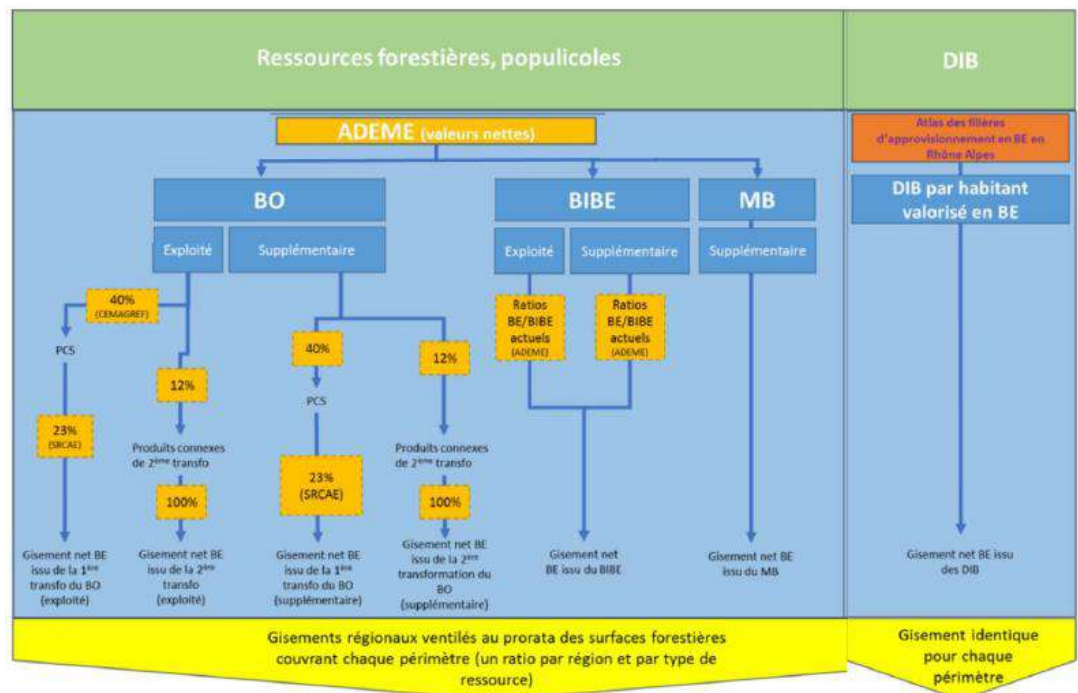 Ressources forestières, populicoles
DIB
ADEME (valeurs nettes)
Atlas des filières
d'approvisionnement en BE en
Rhône Alpes
BO
BIBE
MB
DIB par habitant
valorisé en BE
Exploité
Supplémentaire
Exploité
Supplémentaire
Supplémentaire
40%
(CEMAGREF)
PCS
23%
(SRCAE)
12%
Produits connexes
de 2ème transfo
100%
40%
PCS
23%
(SRCAE)
12%
Produits connexes
de 2ème transfo
100%
Ratios
BE/BIBE
actuels
(ADEME)
Ratios
BE/BIBE
actuels
(ADEME)
Gisement net BE
issu de la 1ère
transfo du BO
(exploité)
Gisement net BE
issu de la 2ère
transfo
(exploité)
Gisement net BE
issu de la 1ère
transfo du BO
(supplémentaire)
Gisement net BE
issu de la 2ère
transformation du
BO
(supplémentaire)
Gisement net
BE issu du BIBE
Gisement net BE
issu du MB
Gisement net BE issu
des DIB
Gisements régionaux ventilés au prorata des surfaces forestières
couvrant chaque périmètre (un ratio par région et par type de
ressource)
Gisement identique
pour chaque
périmètre